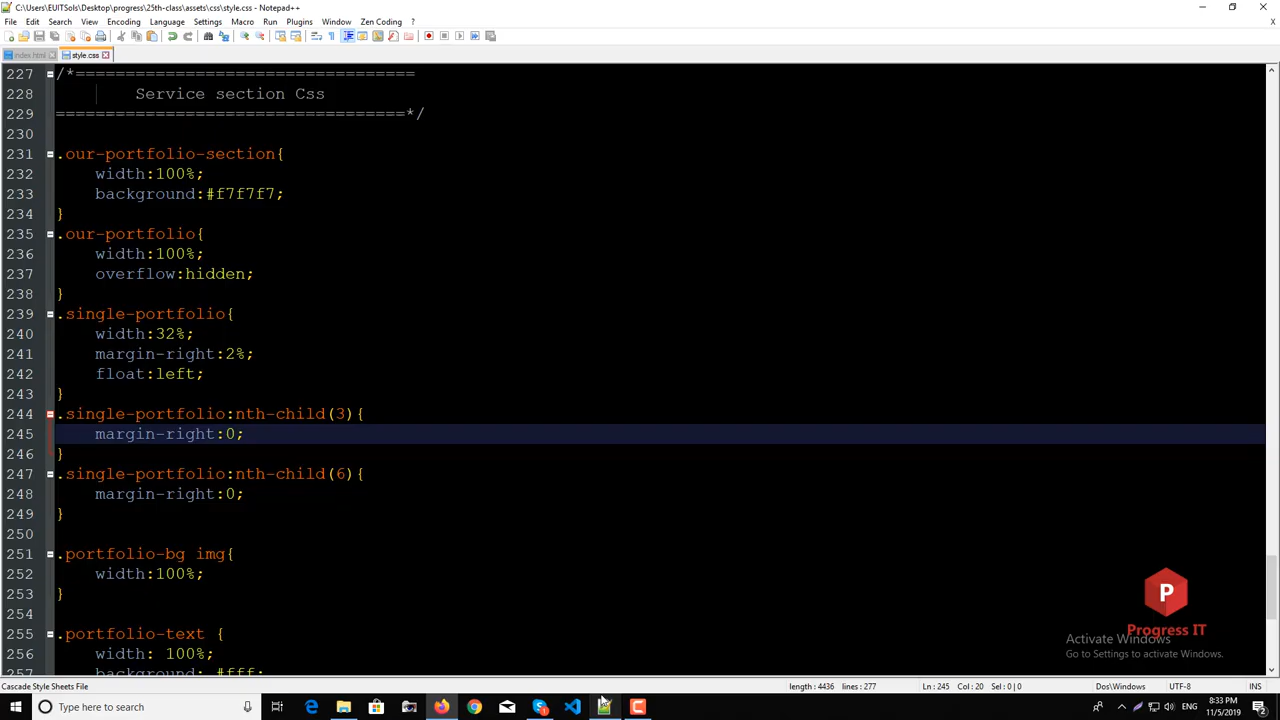 C:\Users\EUITSols\Desktop\progress\25th-class\assets\css\style.css - Notepad++
File Edit Search View Encoding Language Settings Macro Run Plugins Window Zen Coding ?
index.html style.css
227 /*==================================
228 Service section Css
229 ===================================*/
230
231 .our-portfolio-section{
232 width:100%;
233 background:#f7f7f7;
234 }
235 .our-portfolio{
236 width:100%;
237 overflow:hidden;
238 }
239 .single-portfolio{
240 width:32%;
241 margin-right:2%;
242 float:left;
243 }
244 .single-portfolio:nth-child(3){
245 margin-right:0;
246 }
247 .single-portfolio:nth-child(6){
248 margin-right:0;
249 }
250
251 .portfolio-bg img{
252 width:100%;
253 }
254
255 .portfolio-text {
256 width: 100%;
257 background: #fff;
P
Progress IT
Activate Windows
Go to Settings to activate Windows.
Cascade Style Sheets File length : 4436 lines : 277 Ln : 245 Col : 20 Sel : 0 | 0 Dos\Windows UTF-8 INS
Type here to search
ENG 8:33 PM
11/5/2019
2